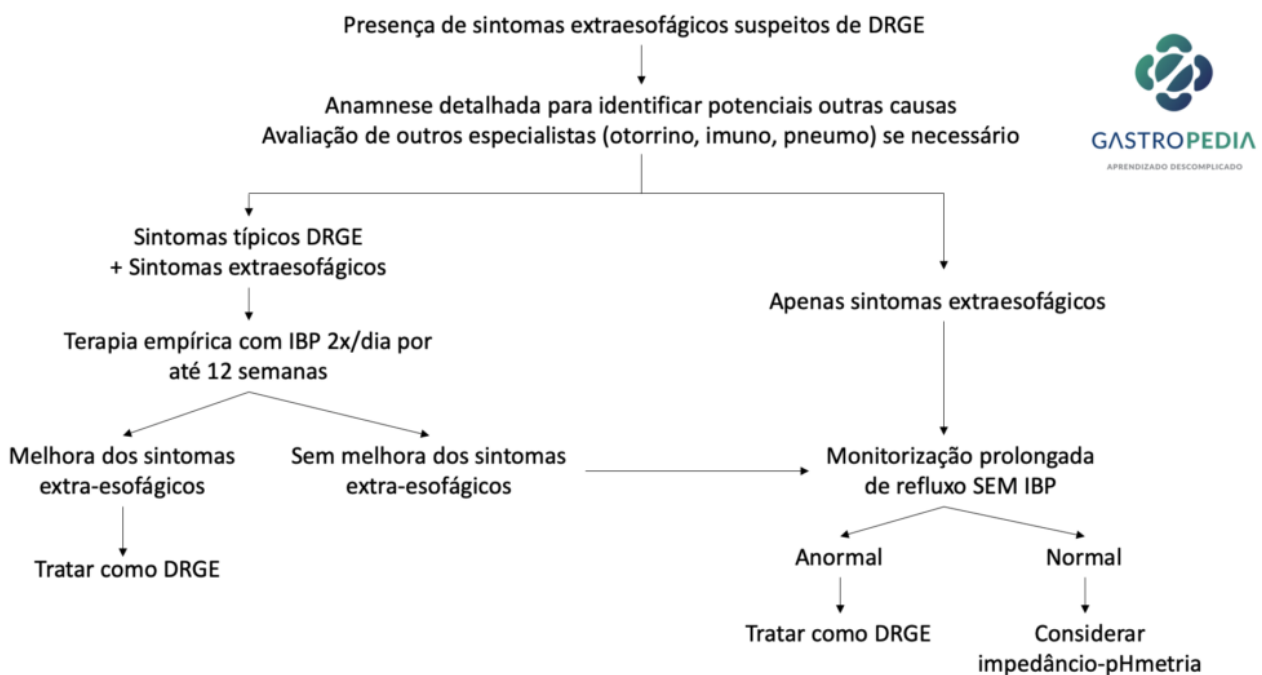 Presença de sintomas extraesofágicos suspeitos de DRGE
Anamnese detalhada para identificar potenciais outras causas
Avaliação de outros especialistas (otorrino, imuno, pneumo) se necessário
GASTROPEDIA
APRENDIZADO DESCOMPLICADO
Sintomas típicos DRGE
+ Sintomas extraesofágicos
Apenas sintomas extraesofágicos
Terapia empírica com IBP 2x/dia por
até 12 semanas
Melhora dos sintomas
extra-esofágicos
Sem melhora dos sintomas
extra-esofágicos
Monitorização prolongada
de refluxo SEM IBP
Tratar como DRGE
Anormal
Normal
Tratar como DRGE
Considerar
impedâncio-pHmetria